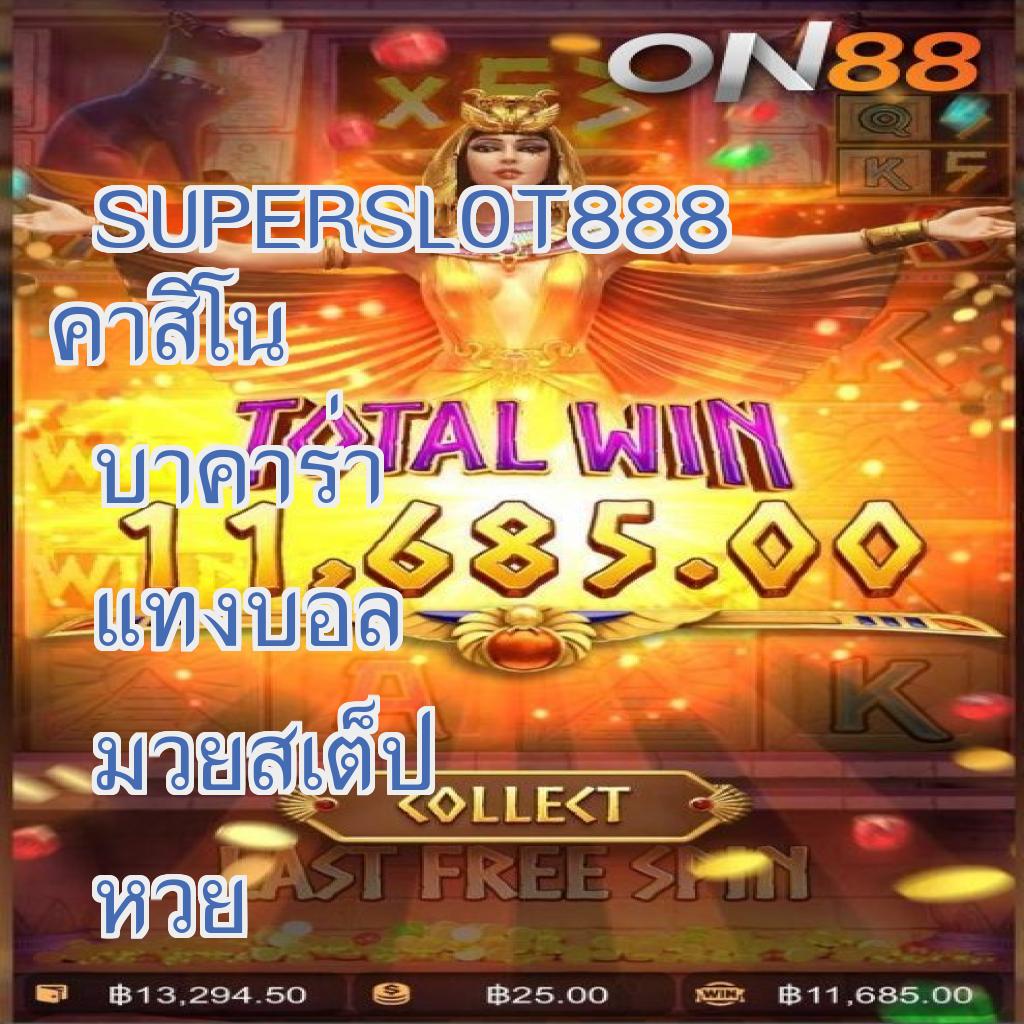 ON88
x53
Q
K
SUPERSLOT888
คาสิโน
TOTAL WIN
บาคาร่า
11,685.00
แทงบอล
A
K
มวยสเต็ป
COLLECT
LAST FREE SPIN
หวย
฿13,294.50 ฿25.00 WIN ฿11,685.00